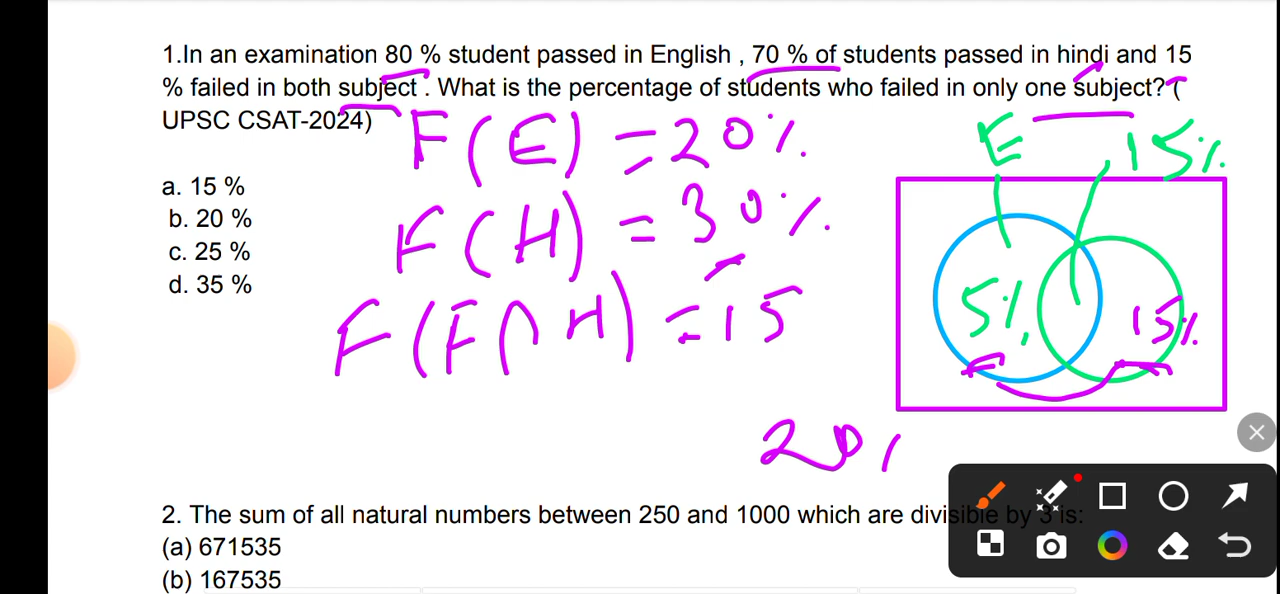 1.In an examination 80 % student passed in English , 70 % of students passed in hindi and 15
% failed in both subject . What is the percentage of students who failed in only one subject? (
UPSC CSAT-2024)
F(E) = 20%
E
15%
a. 15 %
b. 20 %
F(H) = 30%
c. 25 %
d. 35 %
F(E∩H) = 15
5%
15%
20
2. The sum of all natural numbers between 250 and 1000 which are divisible by 3 is:
(a) 671535
(b) 167535